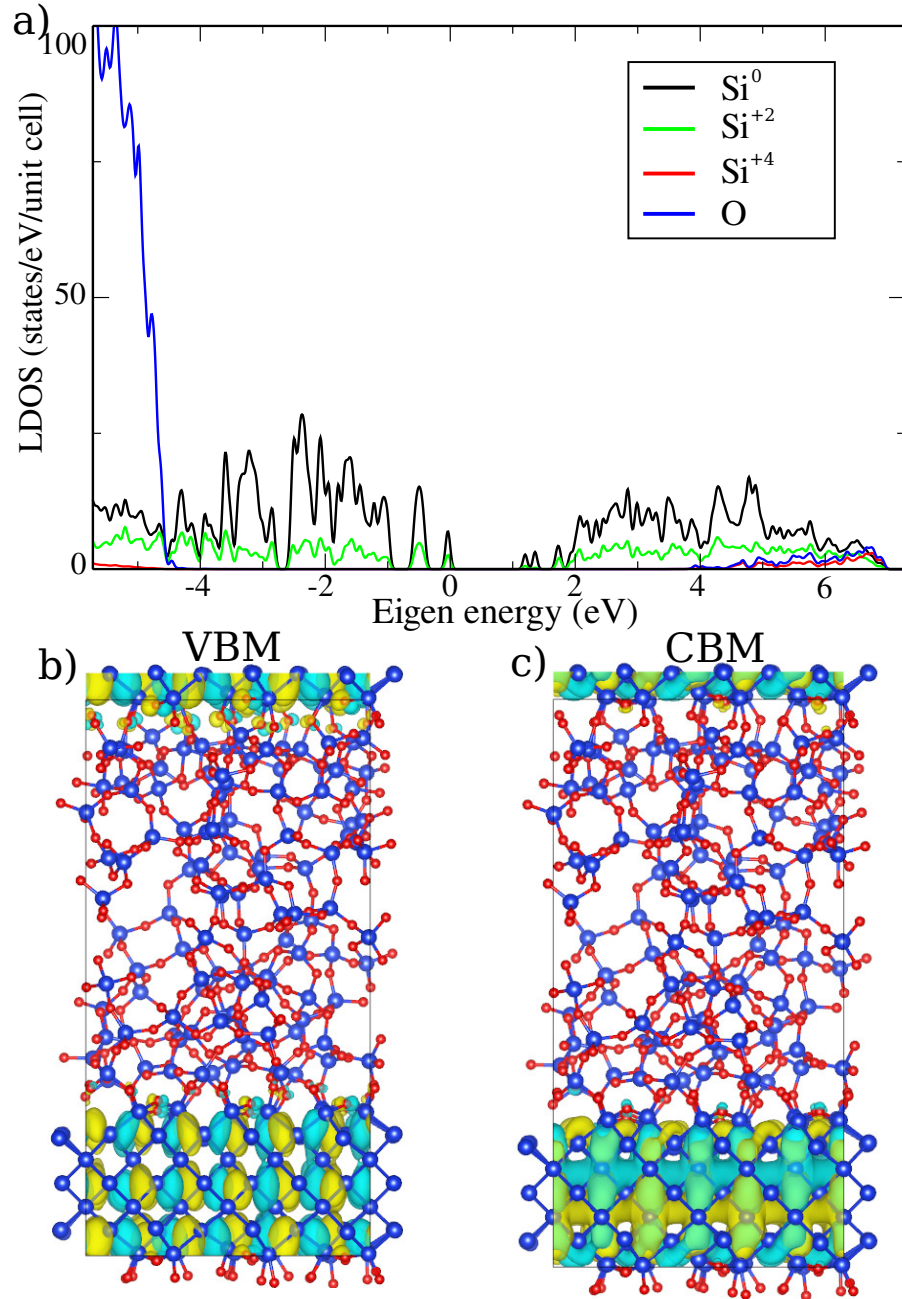 a)
100
50
0
LDOS (states/eV/unit cell)
Si⁰
Si⁺²
Si⁺⁴
O
-4 -2 0 2 4 6
Eigen energy (eV)
b) VBM
c) CBM